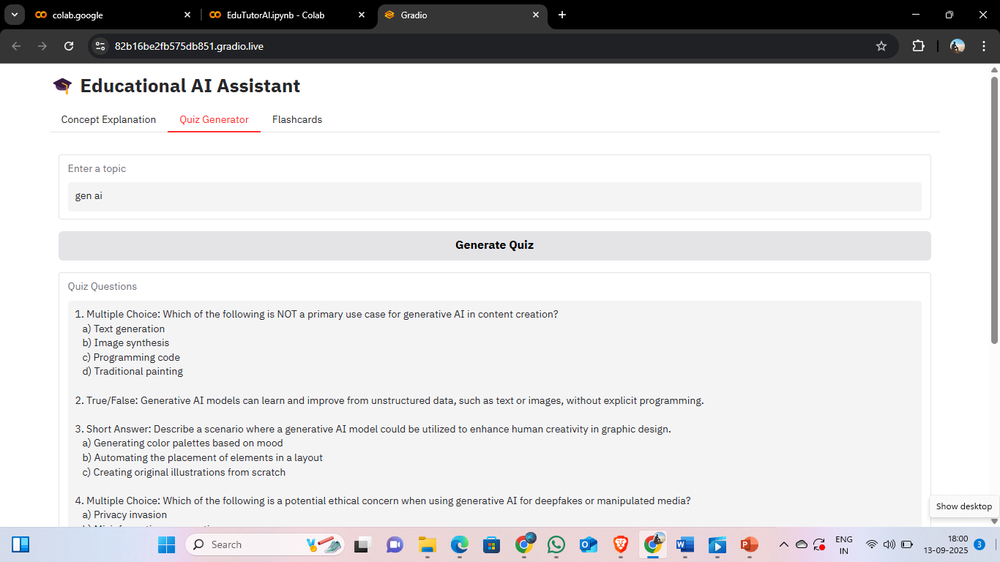 colab.google
EduTutorAI.ipynb - Colab
Gradio
82b16be2fb575db851.gradio.live
Educational AI Assistant
Concept Explanation
Quiz Generator
Flashcards
Enter a topic
gen ai
Generate Quiz
Quiz Questions
1. Multiple Choice: Which of the following is NOT a primary use case for generative AI in content creation?
a) Text generation
b) Image synthesis
c) Programming code
d) Traditional painting
2. True/False: Generative AI models can learn and improve from unstructured data, such as text or images, without explicit programming.
3. Short Answer: Describe a scenario where a generative AI model could be utilized to enhance human creativity in graphic design.
a) Generating color palettes based on mood
b) Automating the placement of elements in a layout
c) Creating original illustrations from scratch
4. Multiple Choice: Which of the following is a potential ethical concern when using generative AI for deepfakes or manipulated media?
a) Privacy invasion
Show desktop
Search
ENG
IN
18:00
13-09-2025
3